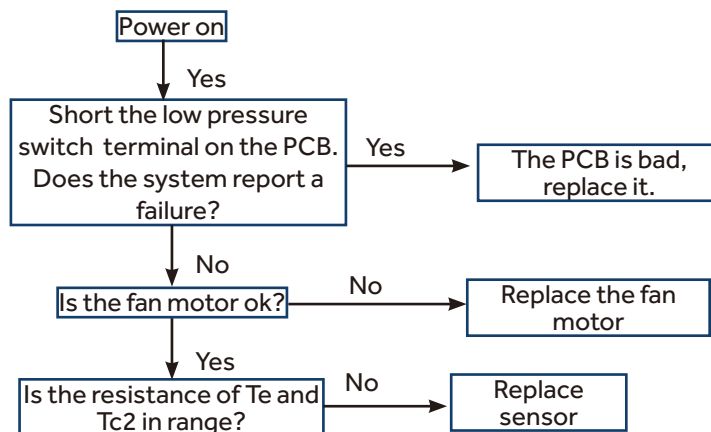 Power on
Yes
Short the low pressure
switch terminal on the PCB.
Does the system report a
failure?
Yes
The PCB is bad,
replace it.
No
Is the fan motor ok?
No
Replace the fan
motor
Yes
Is the resistance of Te and
Tc2 in range?
No
Replace
sensor